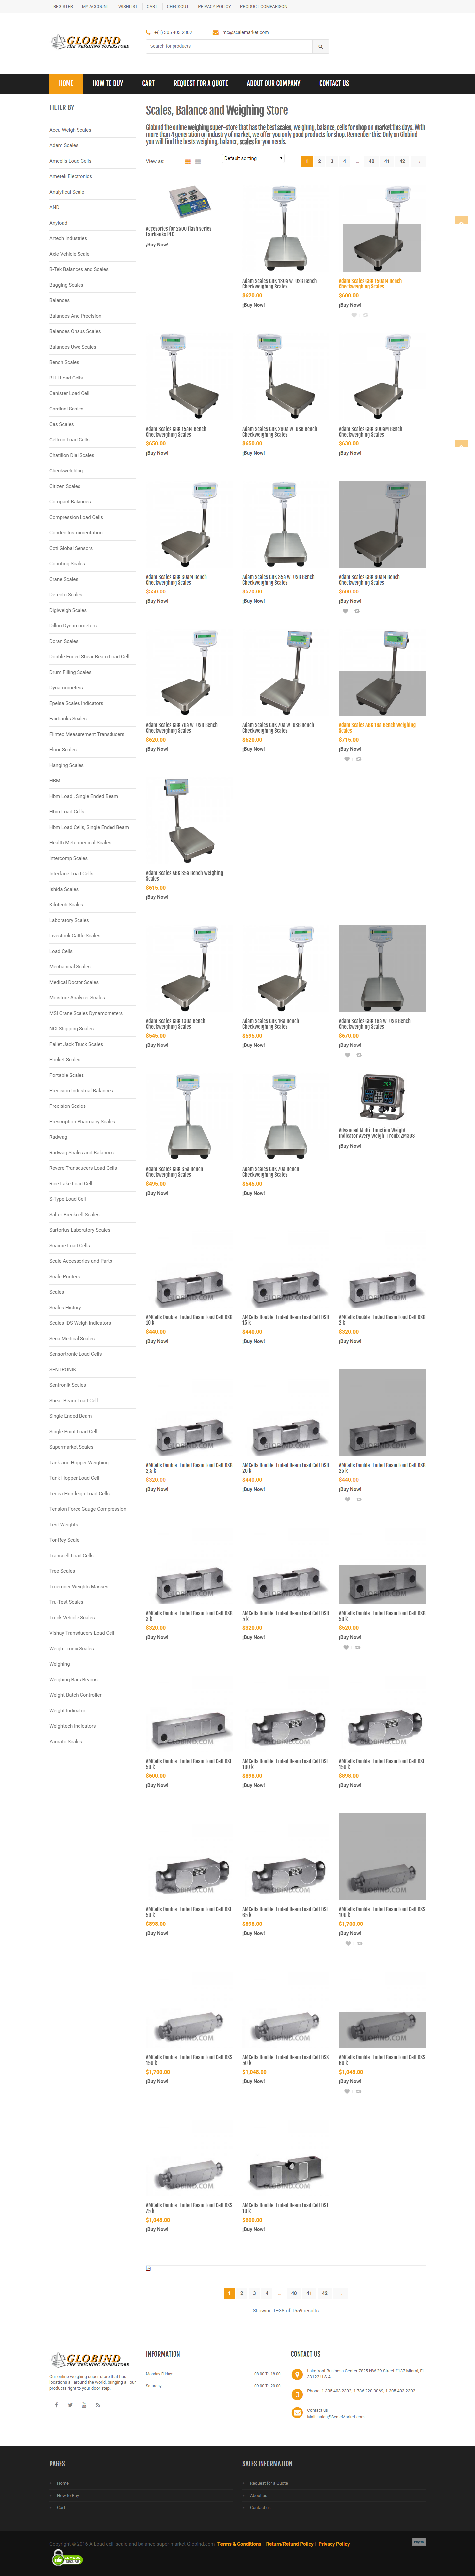 REGISTER
MY ACCOUNT
WISHLIST
CART
CHECKOUT
PRIVACY POLICY
PRODUCT COMPARISON
GLOBIND
THE WEIGHING SUPERSTORE
+(1) 305 403 2302
mc@scalemarket.com
Search for products
HOME
HOW TO BUY
CART
REQUEST FOR A QUOTE
ABOUT OUR COMPANY
CONTACT US
FILTER BY
Accu Weigh Scales
Adam Scales
Amcells Load Cells
Ametek Electronics
Analytical Scale
AND
Anyload
Artech Industries
Axle Vehicle Scale
B-Tek Balances and Scales
Bagging Scales
Balances
Balances And Precision
Balances Ohaus Scales
Balances Uwe Scales
Bench Scales
BLH Load Cells
Canister Load Cell
Cardinal Scales
Cas Scales
Celtron Load Cells
Chatillon Dial Scales
Checkweighing
Citizen Scales
Compact Balances
Compression Load Cells
Condec Instrumentation
Coti Global Sensors
Counting Scales
Crane Scales
Detecto Scales
Digiweigh Scales
Dillon Dynamometers
Doran Scales
Double Ended Shear Beam Load Cell
Drum Filling Scales
Dynamometers
Epelsa Scales Indicators
Fairbanks Scales
Flintec Measurement Transducers
Floor Scales
Hanging Scales
HBM
Hbm Load , Single Ended Beam
Hbm Load Cells
Hbm Load Cells, Single Ended Beam
Health Metermedical Scales
Intercomp Scales
Interface Load Cells
Ishida Scales
Kilotech Scales
Laboratory Scales
Livestock Cattle Scales
Load Cells
Mechanical Scales
Medical Doctor Scales
Moisture Analyzer Scales
MSI Crane Scales Dynamometers
NCI Shipping Scales
Pallet Jack Truck Scales
Pocket Scales
Portable Scales
Precision Industrial Balances
Precision Scales
Prescription Pharmacy Scales
Radwag
Radwag Scales and Balances
Revere Transducers Load Cells
Rice Lake Load Cell
S-Type Load Cell
Salter Brecknell Scales
Sartorius Laboratory Scales
Scaime Load Cells
Scale Accessories and Parts
Scale Printers
Scales
Scales History
Scales IDS Weigh Indicators
Seca Medical Scales
Sensortronic Load Cells
SENTRONIK
Sentronik Scales
Shear Beam Load Cell
Single Ended Beam
Single Point Load Cell
Supermarket Scales
Tank and Hopper Weighing
Tank Hopper Load Cell
Tedea Huntleigh Load Cells
Tension Force Gauge Compression
Test Weights
Tor-Rey Scale
Transcell Load Cells
Tree Scales
Troemner Weights Masses
Tru-Test Scales
Truck Vehicle Scales
Vishay Transducers Load Cell
Weigh-Tronix Scales
Weighing
Weighing Bars Beams
Weight Batch Controller
Weight Indicator
Weightech Indicators
Yamato Scales
Scales, Balance and Weighing Store
Globind the online weighing super-store that has the best scales, weighing, balance, cells for shop on market this days. With more than 4 generation on industry of market, we offer you only good products for shop. Remember this: Only on Globind you will find the bests weighing, balance, scales for you needs.
View as:
Default sorting
1 2 3 4 … 40 41 42 →
Accesories for 2500 flash series Fairbanks PLC
¡Buy Now!
Adam Scales GBK 130a w-USB Bench Checkweighing Scales
$620.00
¡Buy Now!
Adam Scales GBK 150aM Bench Checkweighing Scales
$600.00
¡Buy Now!
Adam Scales GBK 15aM Bench Checkweighing Scales
$650.00
¡Buy Now!
Adam Scales GBK 260a w-USB Bench Checkweighing Scales
$650.00
¡Buy Now!
Adam Scales GBK 300aM Bench Checkweighing Scales
$630.00
¡Buy Now!
Adam Scales GBK 30aM Bench Checkweighing Scales
$550.00
¡Buy Now!
Adam Scales GBK 35a w-USB Bench Checkweighing Scales
$570.00
¡Buy Now!
Adam Scales GBK 60aM Bench Checkweighing Scales
$600.00
¡Buy Now!
Adam Scales GBK 70a w-USB Bench Checkweighing Scales
$620.00
¡Buy Now!
Adam Scales GBK 70a w-USB Bench Checkweighing Scales
$620.00
¡Buy Now!
Adam Scales ABK 16a Bench Weighing Scales
$715.00
¡Buy Now!
Adam Scales ABK 35a Bench Weighing Scales
$615.00
¡Buy Now!
Adam Scales GBK 130a Bench Checkweighing Scales
$545.00
¡Buy Now!
Adam Scales GBK 16a Bench Checkweighing Scales
$595.00
¡Buy Now!
Adam Scales GBK 16a w-USB Bench Checkweighing Scales
$670.00
¡Buy Now!
Adam Scales GBK 35a Bench Checkweighing Scales
$495.00
¡Buy Now!
Adam Scales GBK 70a Bench Checkweighing Scales
$545.00
¡Buy Now!
Advanced Multi-function Weight Indicator Avery Weigh-Tronix ZM303
¡Buy Now!
AMCells Double-Ended Beam Load Cell DSB 10 k
$440.00
¡Buy Now!
AMCells Double-Ended Beam Load Cell DSB 15 k
$440.00
¡Buy Now!
AMCells Double-Ended Beam Load Cell DSB 2 k
$320.00
¡Buy Now!
AMCells Double-Ended Beam Load Cell DSB 2,5 k
$320.00
¡Buy Now!
AMCells Double-Ended Beam Load Cell DSB 20 k
$440.00
¡Buy Now!
AMCells Double-Ended Beam Load Cell DSB 25 k
$440.00
¡Buy Now!
AMCells Double-Ended Beam Load Cell DSB 3 k
$320.00
¡Buy Now!
AMCells Double-Ended Beam Load Cell DSB 5 k
$320.00
¡Buy Now!
AMCells Double-Ended Beam Load Cell DSB 50 k
$530.00
¡Buy Now!
AMCells Double-Ended Beam Load Cell DSF 50 k
$600.00
¡Buy Now!
AMCells Double-Ended Beam Load Cell DSL 100 k
$898.00
¡Buy Now!
AMCells Double-Ended Beam Load Cell DSL 150 k
$898.00
¡Buy Now!
AMCells Double-Ended Beam Load Cell DSL 50 k
$898.00
¡Buy Now!
AMCells Double-Ended Beam Load Cell DSL 65 k
$898.00
¡Buy Now!
AMCells Double-Ended Beam Load Cell DSS 100 k
$1,700.00
¡Buy Now!
AMCells Double-Ended Beam Load Cell DSS 150 k
$1,700.00
¡Buy Now!
AMCells Double-Ended Beam Load Cell DSS 50 k
$1,048.00
¡Buy Now!
AMCells Double-Ended Beam Load Cell DSS 60 k
$1,048.00
¡Buy Now!
AMCells Double-Ended Beam Load Cell DSS 75 k
$1,048.00
¡Buy Now!
AMCells Double-Ended Beam Load Cell DST 10 k
$600.00
¡Buy Now!
1 2 3 4 … 40 41 42 →
Showing 1–38 of 1559 results
GLOBIND
THE WEIGHING SUPERSTORE
Our online weighing super-store that has locations all around the world, bringing all our products right to your door step.
INFORMATION
Monday-Friday: 08.00 To 18.00
Saturday: 09.00 To 20.00
CONTACT US
Lakefront Business Center 7825 NW 29 Street #137 Miami, FL 33122 U.S.A.
Phone: 1-305-403 2302, 1-786-220-8069, 1-305-403-2302
Contact us
Mail: sales@ScaleMarket.com
PAGES
Home
How to Buy
Cart
SALES INFORMATION
Request for a Quote
About us
Contact us
Copyright © 2016 A Load cell, scale and balance super-market Globind.com Terms & Conditions | Return/Refund Policy | Privacy Policy
PayPal
SECURE